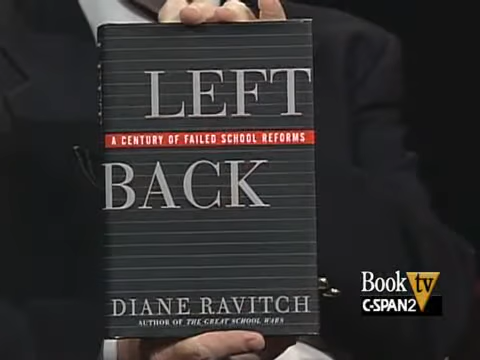 LEFT
A CENTURY OF FAILED SCHOOL REFORMS
BACK
DIANE RAVITCH
AUTHOR OF THE GREAT SCHOOL WARS
Book tv
C-SPAN2